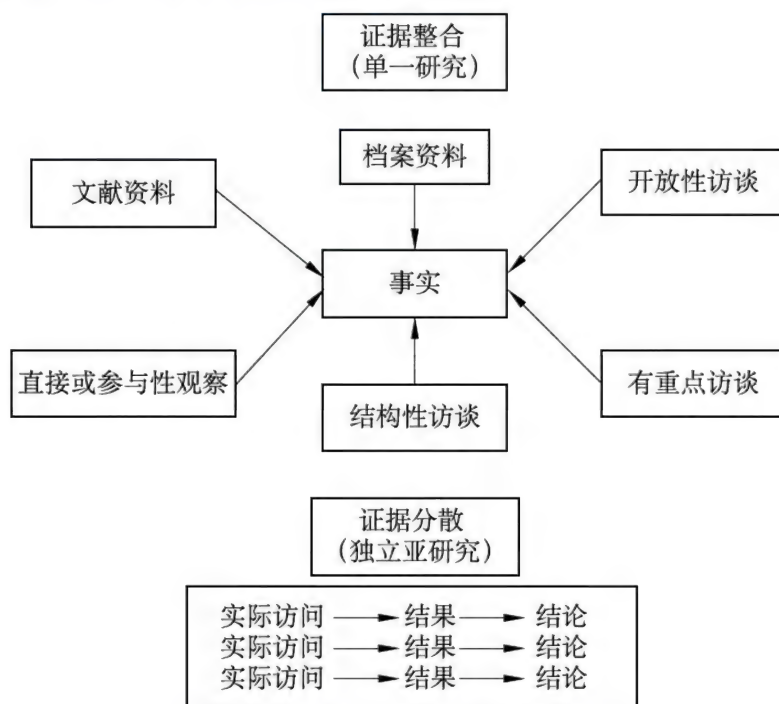 证据整合
（单一研究）
档案资料
文献资料
开放性访谈
事实
直接或参与性观察
有重点访谈
结构性访谈
证据分散
（独立亚研究）
实际访问 结果 结论
实际访问 结果 结论
实际访问 结果 结论